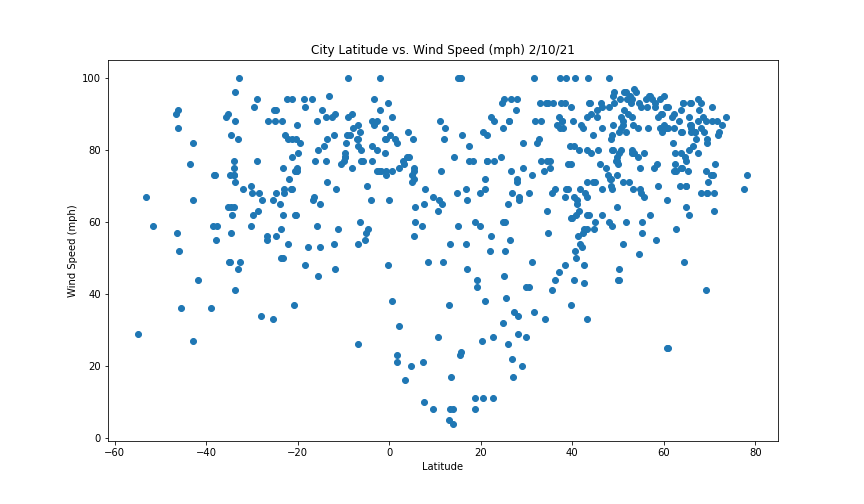 City Latitude vs. Wind Speed (mph) 2/10/21
100
80
60
40
20
0
Wind Speed (mph)
−60 −40 −20 0 20 40 60 80
Latitude